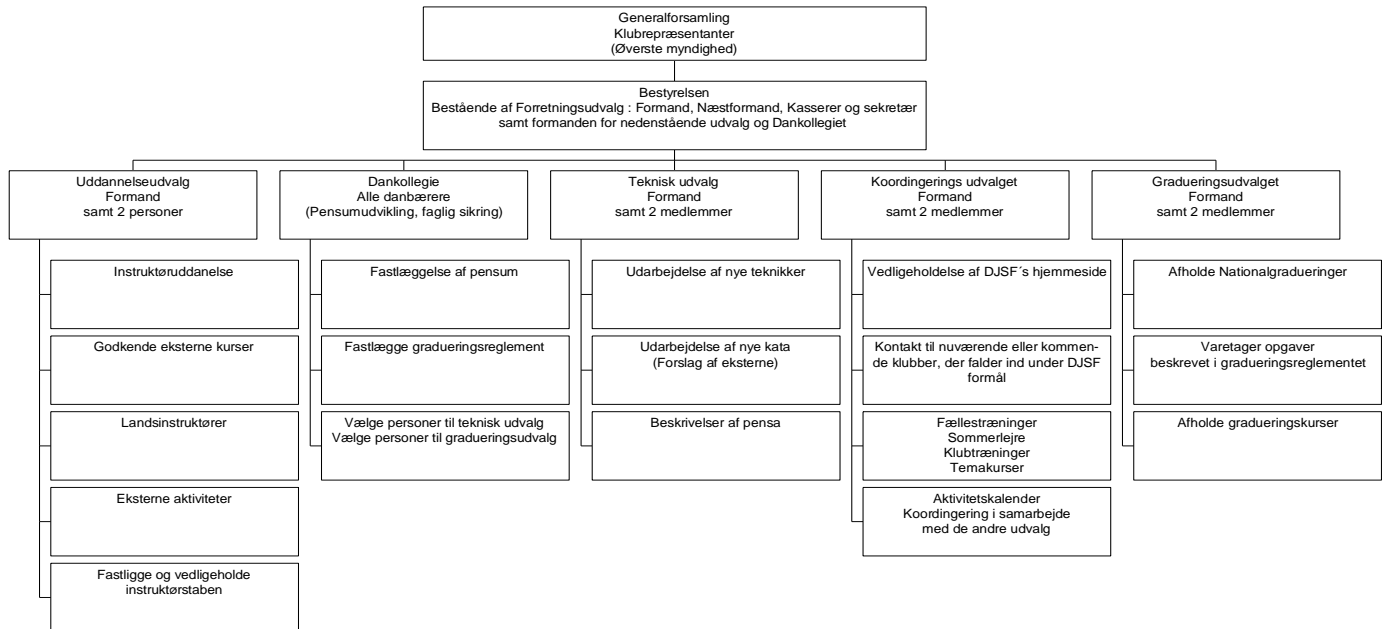 Generalforsamling
Klubrepræsentanter
(Øverste myndighed)
Bestyrelsen
Bestående af Forretningsudvalg : Formand, Næstformand, Kasserer og sekretær
samt formanden for nedenstående udvalg og Dankollegiet
Uddannelseudvalg
Formand
samt 2 personer
Instruktøruddanelse
Godkende eksterne kurser
Landsinstruktører
Eksterne aktiviteter
Fastligge og vedligeholde
instruktørstaben
Dankollegie
Alle danbærere
(Pensumudvikling, faglig sikring)
Fastlæggelse af pensum
Fastlægge gradueringsreglement
Vælge personer til teknisk udvalg
Vælge personer til gradueringsudvalg
Teknisk udvalg
Formand
samt 2 medlemmer
Udarbejdelse af nye teknikker
Udarbejdelse af nye kata
(Forslag af eksterne)
Beskrivelser af pensa
Koordingerings udvalget
Formand
samt 2 medlemmer
Vedligeholdelse af DJSF´s hjemmeside
Kontakt til nuværende eller kommen-
de klubber, der falder ind under DJSF
formål
Fællestræninger
Sommerlejre
Klubtræninger
Temakurser
Aktivitetskalender
Koordingering i samarbejde
med de andre udvalg
Gradueringsudvalget
Formand
samt 2 medlemmer
Afholde Nationalgradueringer
Varetager opgaver
beskrevet i gradueringsreglementet
Afholde gradueringskurser